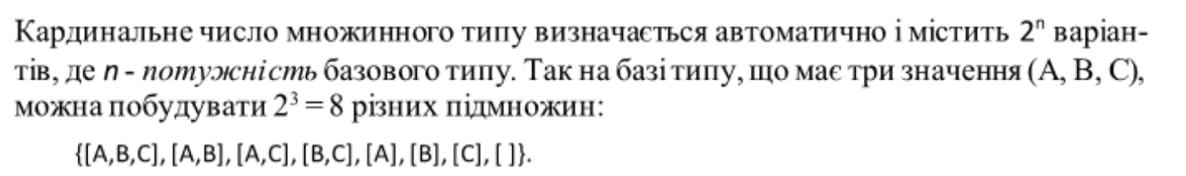 Кардинальне число множинного типу визначається автоматично і містить 2ⁿ варіан-
тів, де n - потужність базового типу. Так на базі типу, що має три значення (A, B, C),
можна побудувати 2³ = 8 різних підмножин:
{[A,B,C], [A,B], [A,C], [B,C], [A], [B], [C], [ ]}.